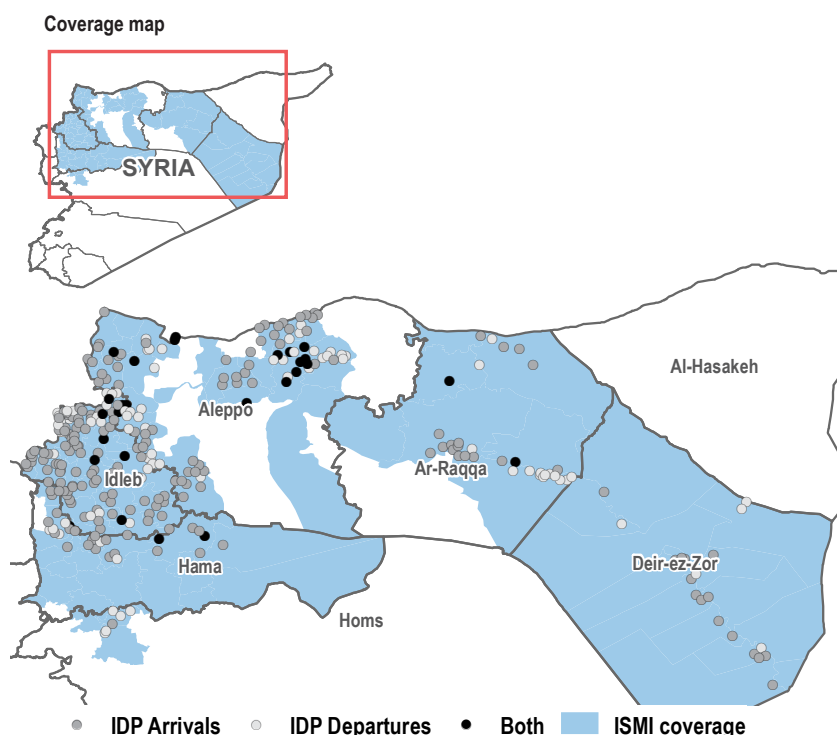 Coverage map
SYRIA
Al-Hasakeh
Aleppo
Ar-Raqqa
Idleb
Deir-ez-Zor
Hama
Homs
IDP Arrivals IDP Departures Both ISMI coverage